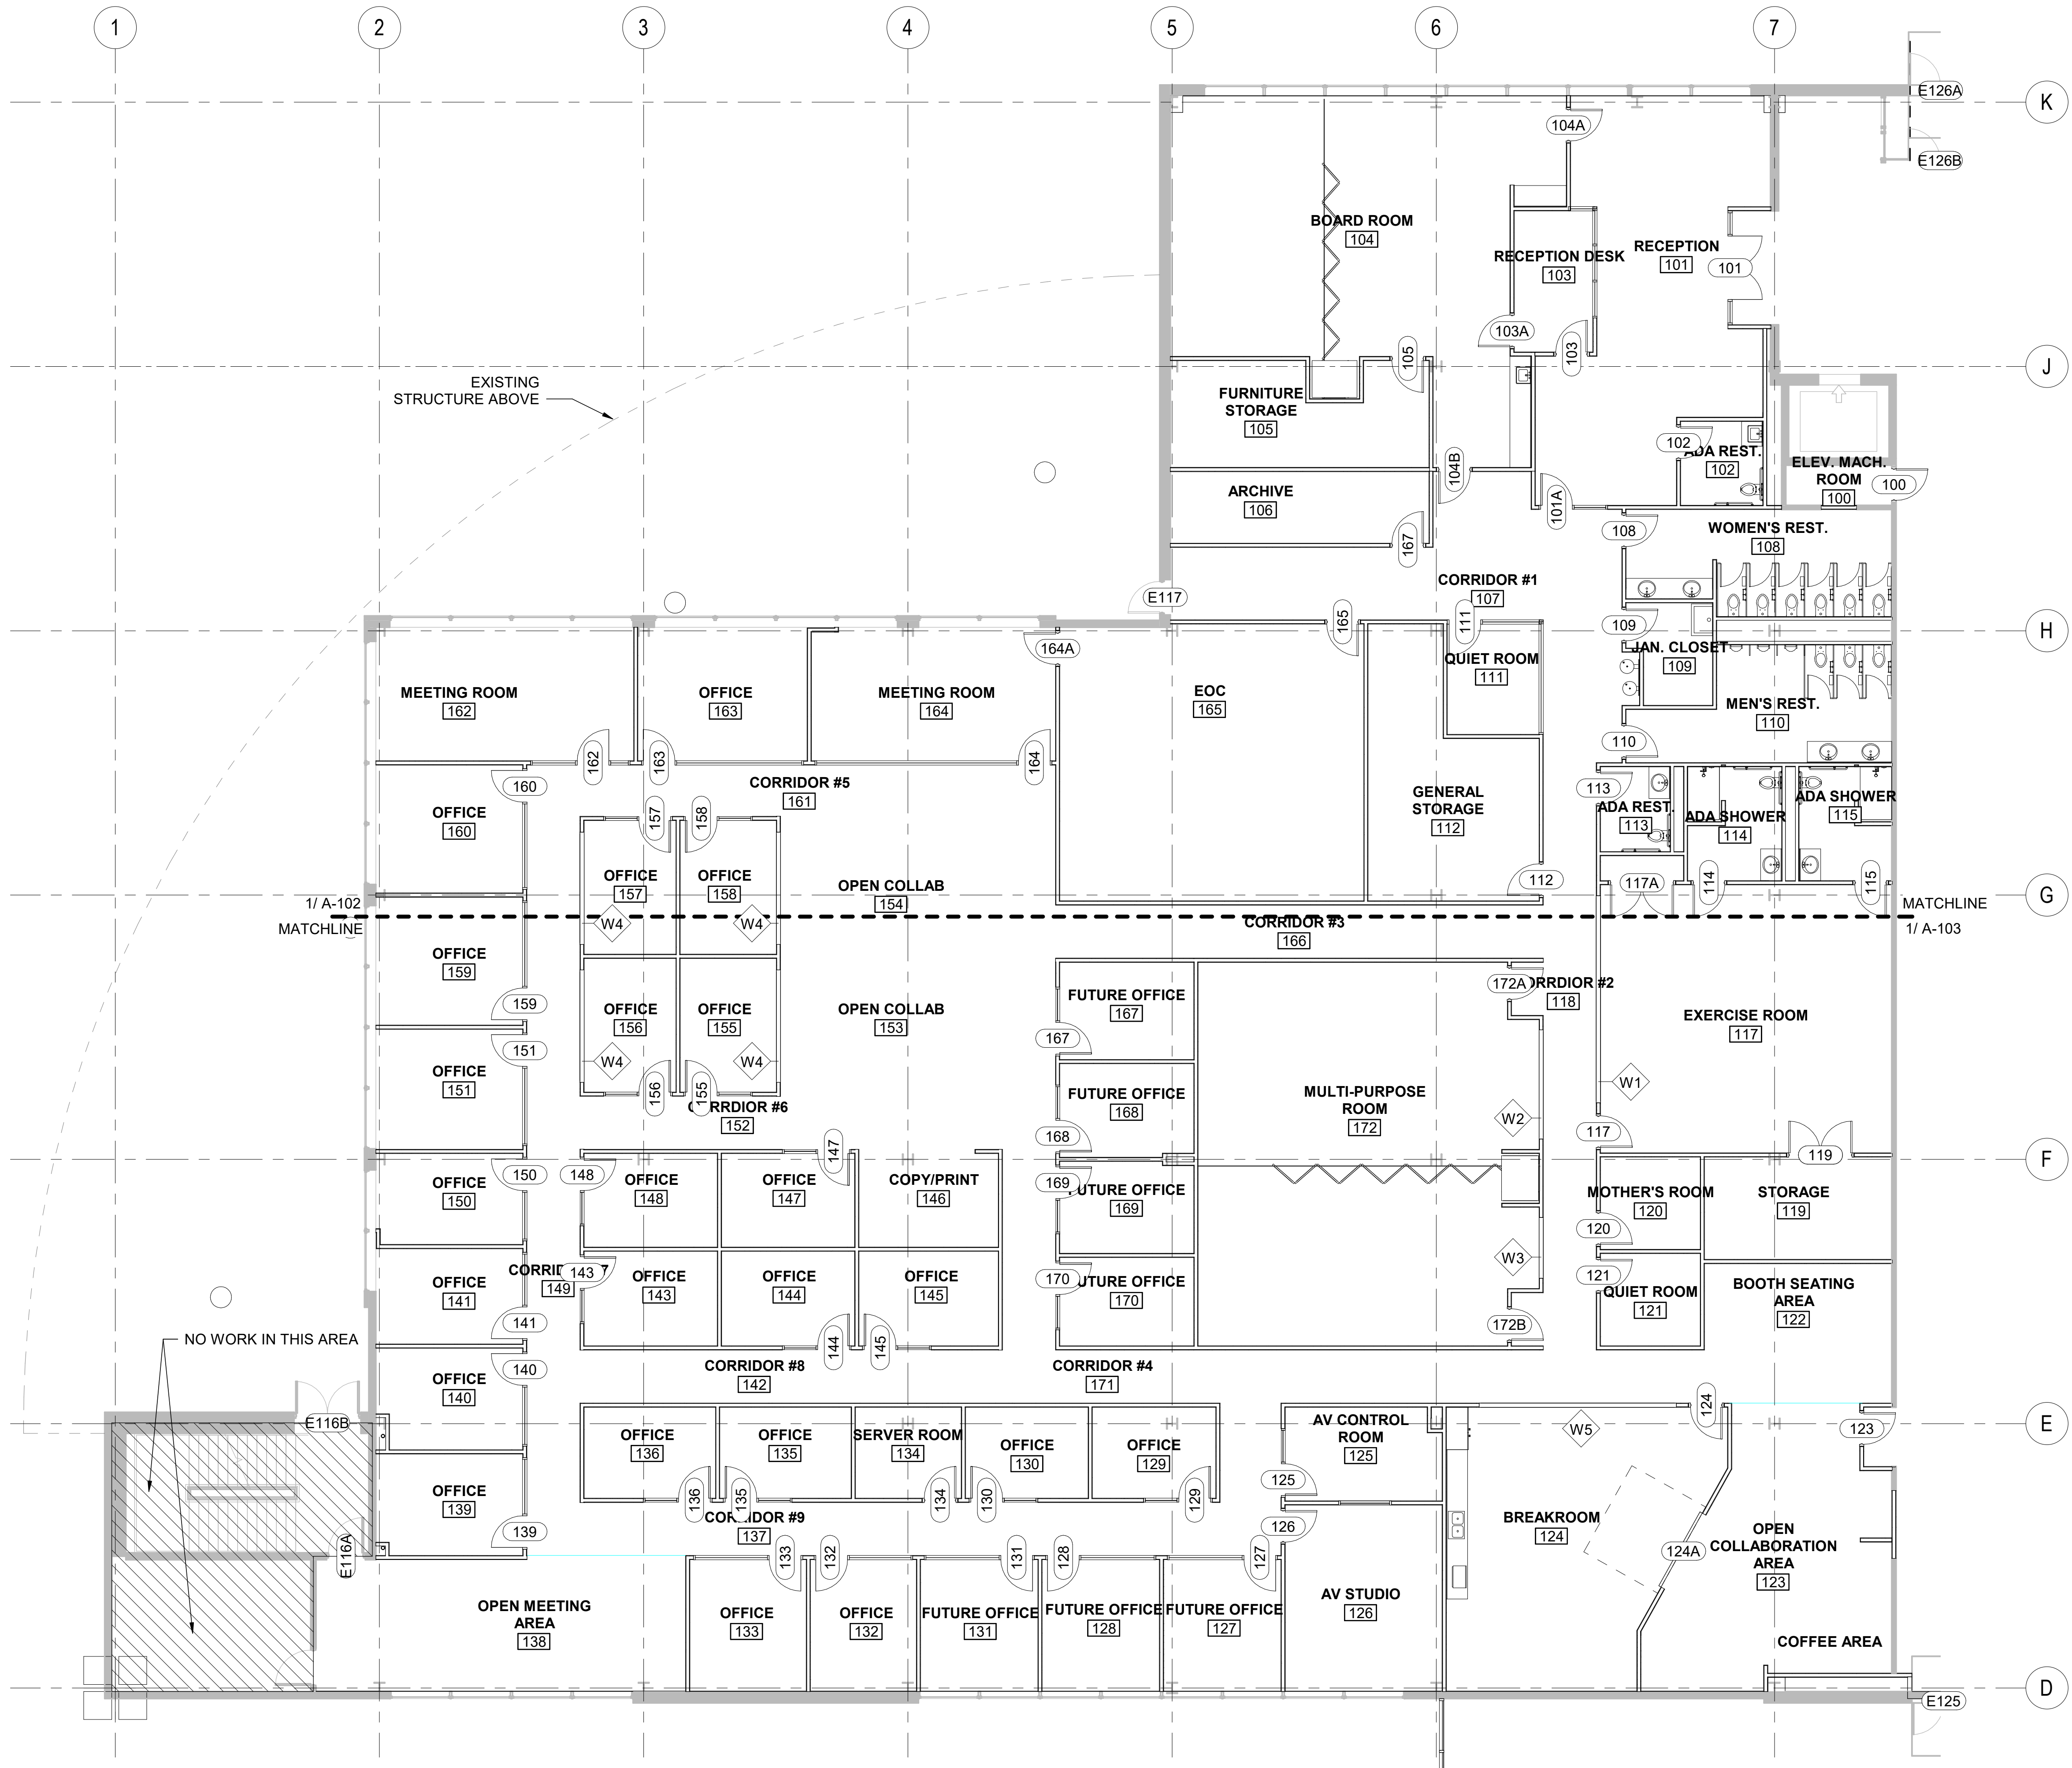 1
2
3
4
5
6
7
K
E126A
104A
E126B
BOARD ROOM
104
RECEPTION
101
101
RECEPTION DESK
103
103A
103
105
J
EXISTING
STRUCTURE ABOVE
FURNITURE
STORAGE
105
102
ADA REST.
102
104B
ELEV. MACH.
ROOM
100
100
ARCHIVE
106
101A
108
WOMEN'S REST.
108
167
CORRIDOR #1
107
E117
165
111
109
H
JAN. CLOSET
109
164A
QUIET ROOM
111
MEETING ROOM
162
OFFICE
163
MEETING ROOM
164
EOC
165
MEN'S REST.
110
110
162
163
164
CORRIDOR #5
161
160
OFFICE
160
157
158
GENERAL
STORAGE
112
113
ADA REST.
113
ADA SHOWER
114
ADA SHOWER
115
OFFICE
157
OFFICE
158
OPEN COLLAB
154
112
117A
114
115
G
1/ A-102
MATCHLINE
MATCHLINE
1/ A-103
W4
W4
CORRIDOR #3
166
OFFICE
159
159
OFFICE
156
OFFICE
155
OPEN COLLAB
153
FUTURE OFFICE
167
167
172A
ORRDIOR #2
118
EXERCISE ROOM
117
151
OFFICE
151
W4
W4
156
155
CORRDIOR #6
152
FUTURE OFFICE
168
168
MULTI-PURPOSE
ROOM
172
W1
W2
117
147
119
F
150
OFFICE
150
148
OFFICE
148
OFFICE
147
COPY/PRINT
146
169
FUTURE OFFICE
169
MOTHER'S ROOM
120
STORAGE
119
120
W3
CORRID 7
149
143
OFFICE
141
141
OFFICE
143
OFFICE
144
OFFICE
145
170
FUTURE OFFICE
170
121
QUIET ROOM
121
BOOTH SEATING
AREA
122
172B
144
145
NO WORK IN THIS AREA
140
OFFICE
140
CORRIDOR #8
142
CORRIDOR #4
171
124
E116B
OFFICE
136
OFFICE
135
SERVER ROOM
134
OFFICE
130
OFFICE
129
AV CONTROL
ROOM
125
W5
123
E
125
136
135
134
130
129
OFFICE
139
139
CORRIDOR #9
137
126
BREAKROOM
124
124A
OPEN
COLLABORATION
AREA
123
E116A
133
132
131
128
127
OPEN MEETING
AREA
138
OFFICE
133
OFFICE
132
FUTURE OFFICE
131
FUTURE OFFICE
128
FUTURE OFFICE
127
AV STUDIO
126
COFFEE AREA
D
E125